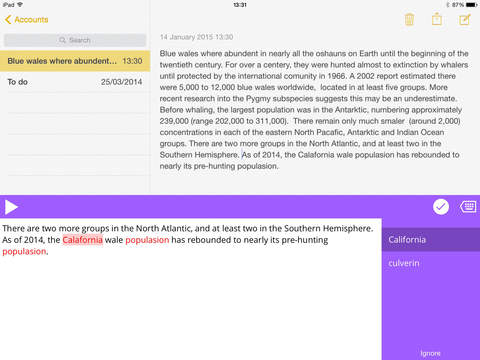 iPad
13:31
87%
Accounts
Search
14 January 2015 13:30
Blue wales where abundent... 13:30
To do 25/03/2014
Blue wales where abundent in nearly all the oshauns on Earth until the beginning of the
twentieth century. For over a centery, they were hunted almost to extinction by whalers
until protected by the international comunity in 1966. A 2002 report estimated there
were 5,000 to 12,000 blue wales worldwide,  located in at least five groups. More
recent research into the Pygmy subspecies suggests this may be an underestimate.
Before whaling, the largest population was in the Antarktic, numbering approximately
239,000 (range 202,000 to 311,000).  There remain only much smaler  (around 2,000)
concentrations in each of the eastern North Pacafic, Antarktic and Indian Ocean
groups. There are two more groups in the North Atlantic, and at least two in the
Southern Hemisphere. As of 2014, the Calafornia wale populasion has rebounded to
nearly its pre-hunting populasion.
There are two more groups in the North Atlantic, and at least two in the Southern Hemisphere.
As of 2014, the Calafornia wale populasion has rebounded to nearly its pre-hunting
populasion.
California
culverin
Ignore